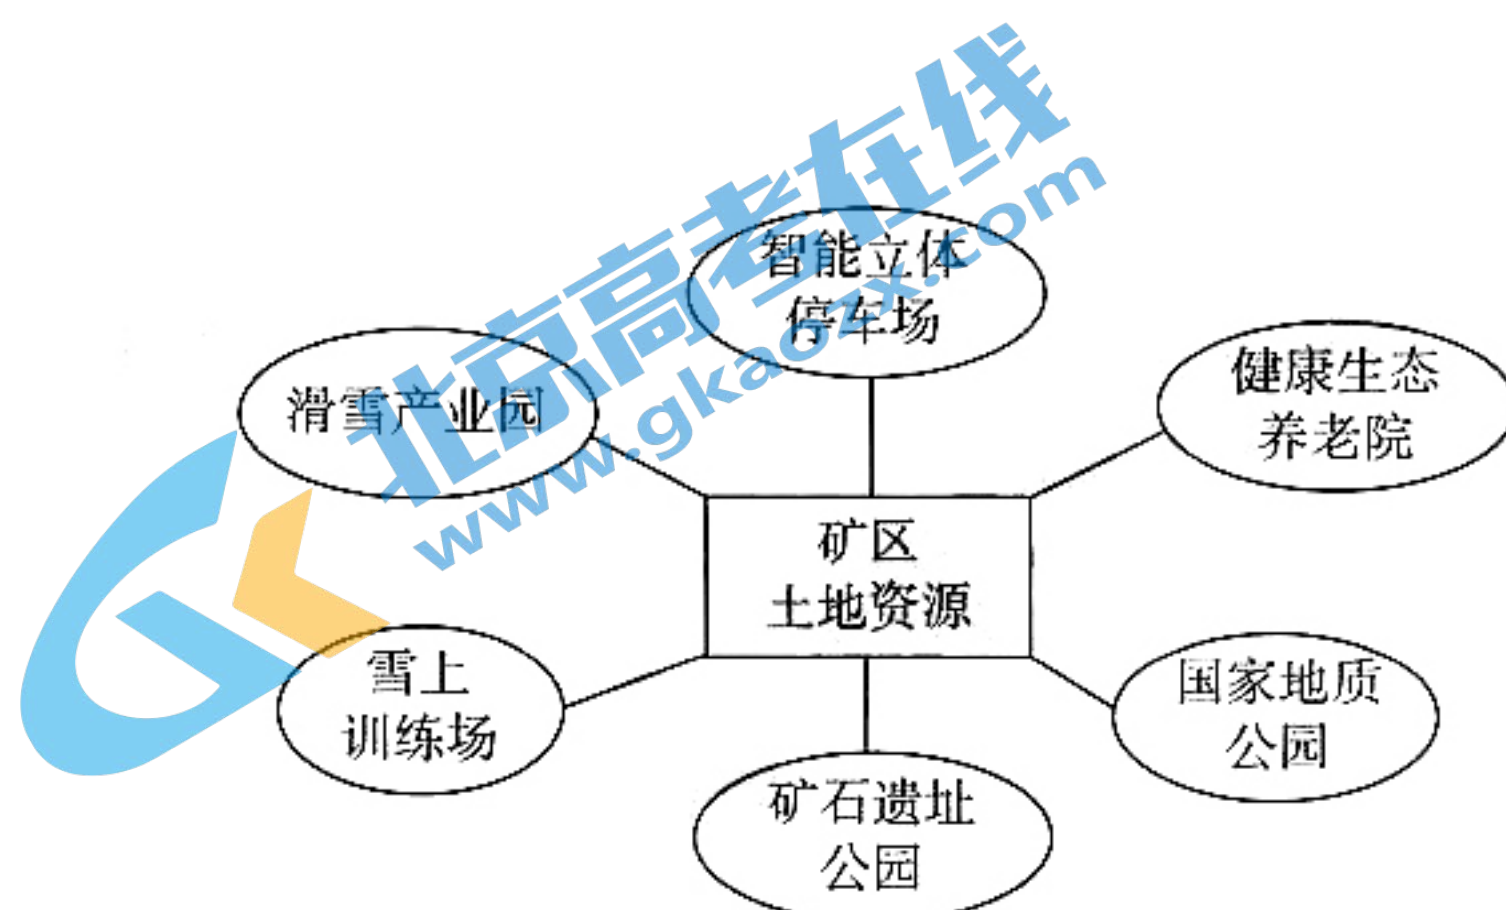 北京高考在线
www.gkaozx.com
智能立体
停车场
滑雪产业园
健康生态
养老院
矿区
土地资源
雪上
训练场
国家地质
公园
矿石遗址
公园